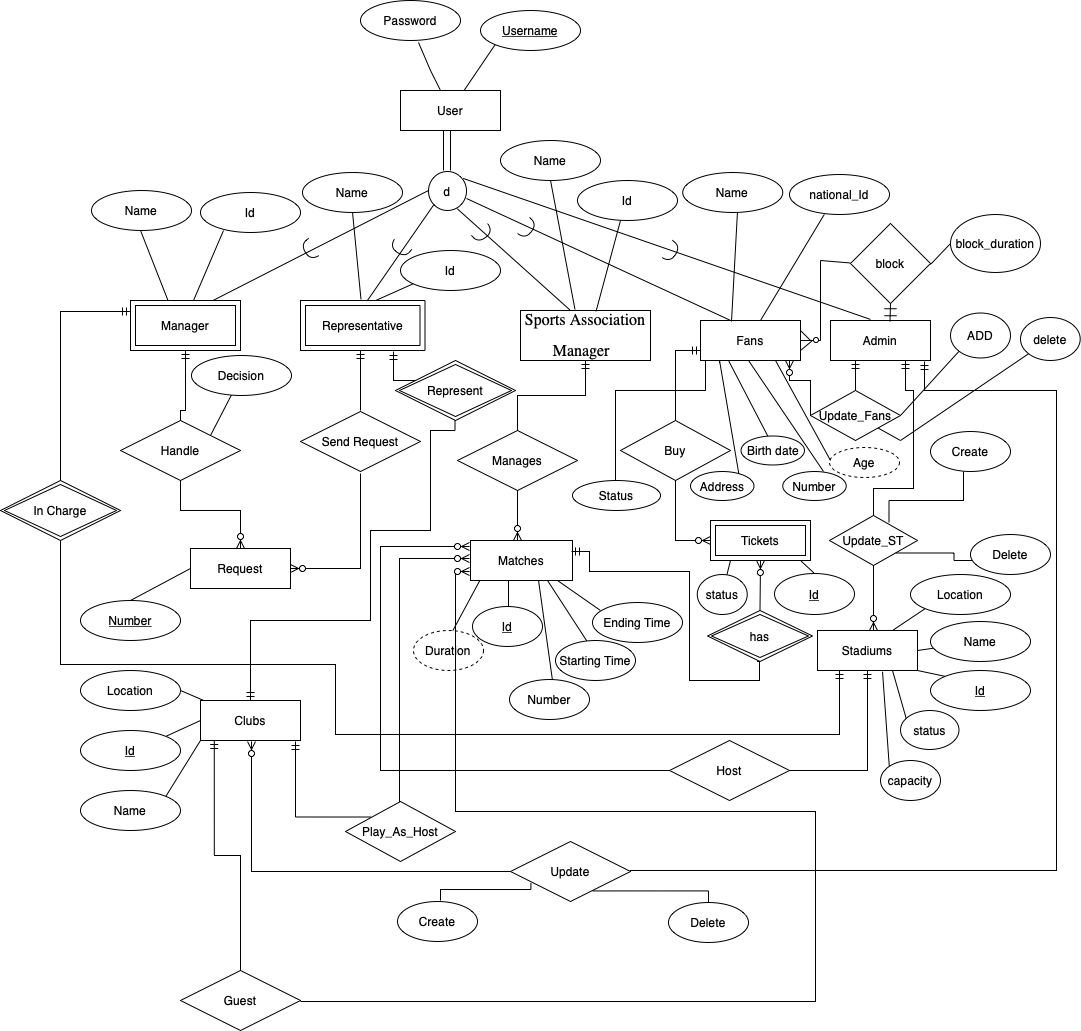 Password
Username
User
Name
d
Name
Id
Name
national_Id
Name
Id
Name
Id
block_duration
block
Manager
Representative
Sports Association
Manager
Fans
Admin
ADD
delete
Decision
Represent
Update_Fans
Handle
Send Request
Manages
Buy
Birth date
Age
Create
Status
Address
Number
In Charge
Request
Matches
Tickets
Update_ST
Delete
status
Id
Location
Number
Id
Ending Time
has
Name
Duration
Starting Time
Stadiums
Location
Number
Id
Clubs
status
Id
Host
capacity
Name
Play_As_Host
Update
Create
Delete
Guest